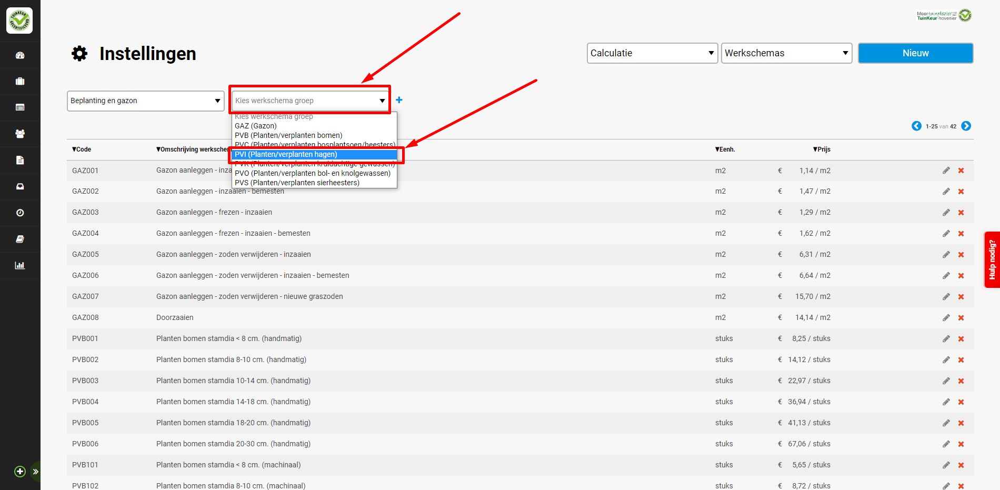 TUINKEUR
GECERTIFICEERD
Meer tuinplezier
TuinKeur hovenier
Instellingen
Calculatie
Werkschemas
Nieuw
Beplanting en gazon
Kies werkschema groep
Kies werkschema groep
GAZ (Gazon)
PVB (Planten/verplanten bomen)
PVC (Planten/verplanten bosplantsoen/heesters)
PVI (Planten/verplanten hagen)
PVK (Planten/verplanten kruidachtige gewassen)
PVO (Planten/verplanten bol- en knolgewassen)
PVS (Planten/verplanten sierheesters)
1-25 van 42
▼Code ▼Omschrijving werkschem ▼Eenh. ▼Prijs
GAZ001 Gazon aanleggen - inza m2 € 1,14 / m2
GAZ002 Gazon aanleggen - inzaaien - bemesten m2 € 1,47 / m2
GAZ003 Gazon aanleggen - frezen - inzaaien m2 € 1,29 / m2
GAZ004 Gazon aanleggen - frezen - inzaaien - bemesten m2 € 1,62 / m2
GAZ005 Gazon aanleggen - zoden verwijderen - inzaaien m2 € 6,31 / m2
GAZ006 Gazon aanleggen - zoden verwijderen - inzaaien - bemesten m2 € 6,64 / m2
GAZ007 Gazon aanleggen - zoden verwijderen - nieuwe graszoden m2 € 15,70 / m2
GAZ008 Doorzaaien m2 € 14,14 / m2
PVB001 Planten bomen stamdia < 8 cm. (handmatig) stuks € 8,25 / stuks
PVB002 Planten bomen stamdia 8-10 cm. (handmatig) stuks € 14,12 / stuks
PVB003 Planten bomen stamdia 10-14 cm. (handmatig) stuks € 22,97 / stuks
PVB004 Planten bomen stamdia 14-18 cm. (handmatig) stuks € 36,94 / stuks
PVB005 Planten bomen stamdia 18-20 cm. (handmatig) stuks € 41,13 / stuks
PVB006 Planten bomen stamdia 20-30 cm. (handmatig) stuks € 67,06 / stuks
PVB101 Planten bomen stamdia < 8 cm. (machinaal) stuks € 5,65 / stuks
PVB102 Planten bomen stamdia 8-10 cm. (machinaal) stuks € 8,72 / stuks
Hulp nodig?